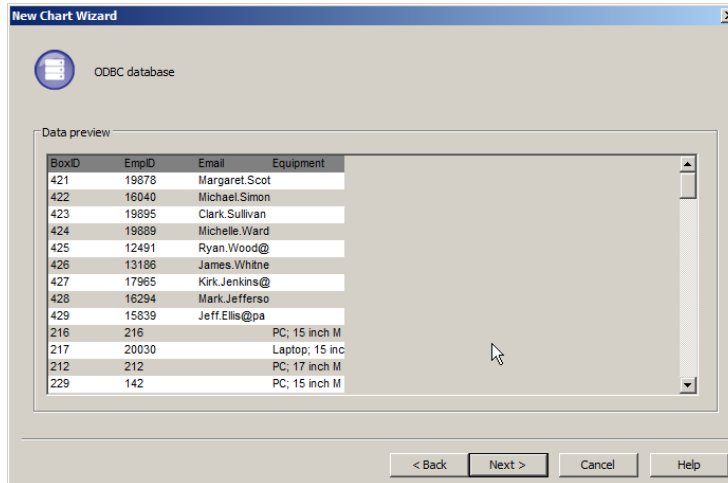 New Chart Wizard
ODBC database
Data preview
BoxID EmpID Email Equipment
421 19878 Margaret.Scot
422 16040 Michael.Simon
423 19895 Clark.Sullivan
424 19889 Michelle.Ward
425 12491 Ryan.Wood@
426 13186 James.Whitne
427 17965 Kirk.Jenkins@
428 16294 Mark.Jefferso
429 15839 Jeff.Ellis@pa
216 216 PC; 15 inch M
217 20030 Laptop; 15 inc
212 212 PC; 17 inch M
229 142 PC; 15 inch M
< Back Next > Cancel Help